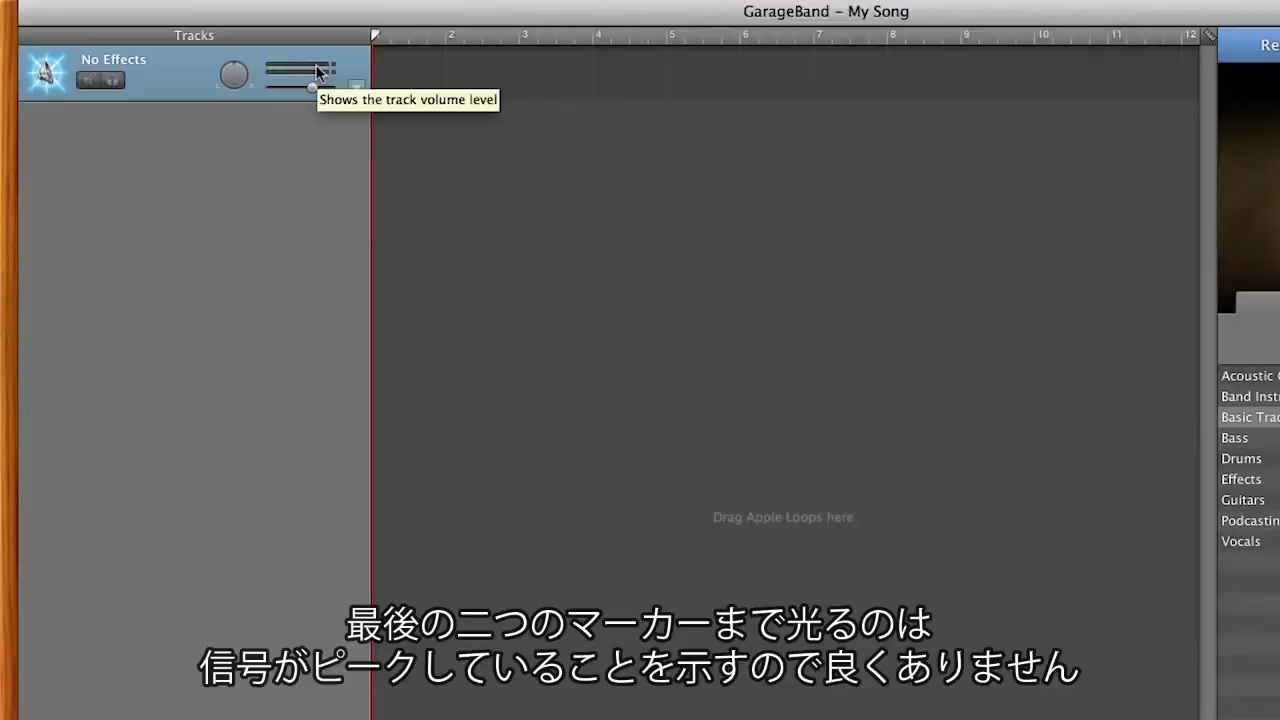 GarageBand - My Song
Tracks
2 3 4 5 6 7 8 9 10 11 12
Re
No Effects
L R
Shows the track volume level
Acoustic
Band Inst
Basic Trac
Bass
Drums
Effects
Guitars
Podcastin
Vocals
Drag Apple Loops here.
最後の二つのマーカーまで光るのは
信号がピークしていることを示すので良くありません